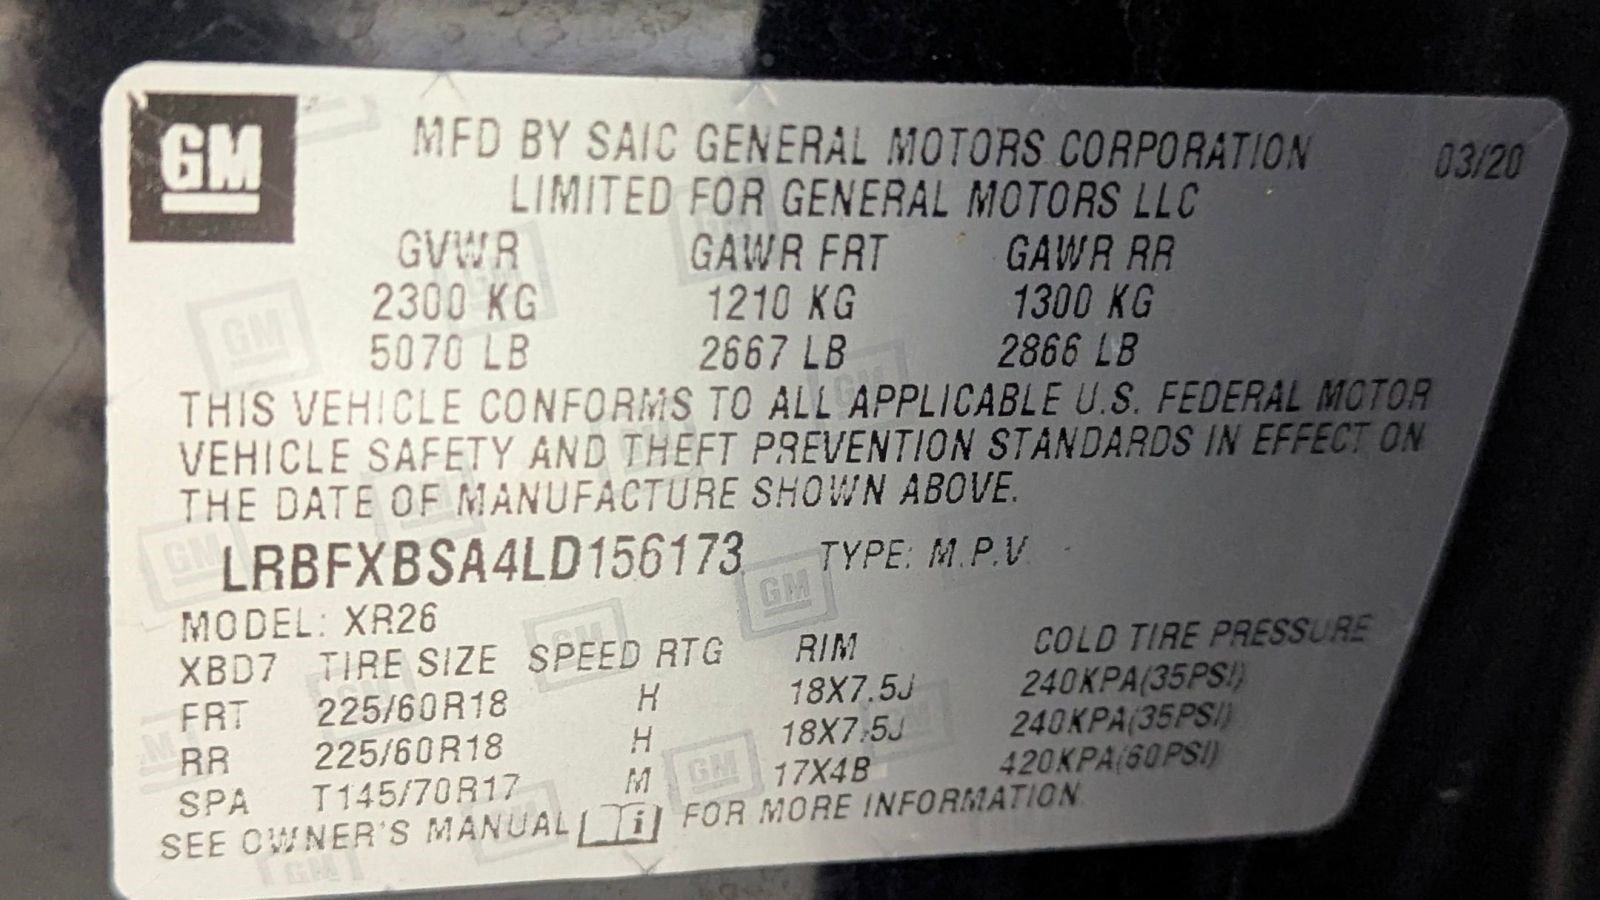 GM
MFD BY SAIC GENERAL MOTORS CORPORATION 03/20
LIMITED FOR GENERAL MOTORS LLC
GVWR GAWR FRT GAWR RR
2300 KG 1210 KG 1300 KG
5070 LB 2667 LB 2866 LB
THIS VEHICLE CONFORMS TO ALL APPLICABLE U.S. FEDERAL MOTOR
VEHICLE SAFETY AND THEFT PREVENTION STANDARDS IN EFFECT ON
THE DATE OF MANUFACTURE SHOWN ABOVE.
LRBFXBSA4LD156173 TYPE: M.P.V
MODEL: XR26
XBD7 TIRE SIZE SPEED RTG RIM COLD TIRE PRESSURE
FRT 225/60R18 H 18X7.5J 240KPA(35PSI)
RR 225/60R18 H 18X7.5J 240KPA(35PSI)
SPA T145/70R17 M 17X4B 420KPA(60PSI)
SEE OWNER'S MANUAL i FOR MORE INFORMATION